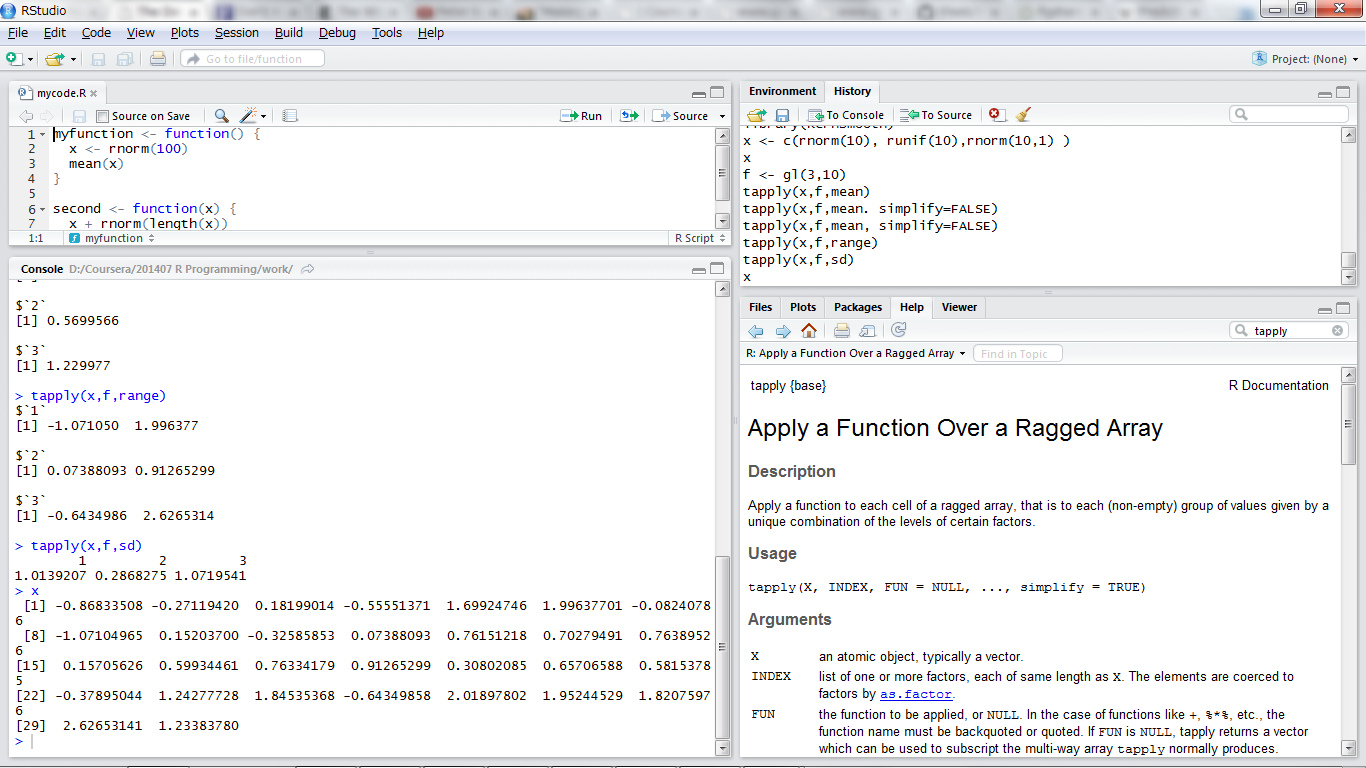 RStudio
File Edit Code View Plots Session Build Debug Tools Help
Go to file/function
Project: (None)
mycode.R
Source on Save
Run
Source
1 myfunction <- function() {
2 x <- rnorm(100)
3 mean(x)
4 }
5
6 second <- function(x) {
7 x + rnorm(length(x))
1:1 myfunction R Script
Console D:/Coursera/201407 R Programming/work/
$`2`
[1] 0.5699566
$`3`
[1] 1.229977
> tapply(x,f,range)
$`1`
[1] -1.071050 1.996377
$`2`
[1] 0.07388093 0.91265299
$`3`
[1] -0.6434986 2.6265314
> tapply(x,f,sd)
1 2 3
1.0139207 0.2868275 1.0719541
> x
[1] -0.86833508 -0.27119420 0.18199014 -0.55551371 1.69924746 1.99637701 -0.0824078
6
[8] -1.07104965 0.15203700 -0.32585853 0.07388093 0.76151218 0.70279491 0.7638952
6
[15] 0.15705626 0.59934461 0.76334179 0.91265299 0.30802085 0.65706588 0.5815378
5
[22] -0.37895044 1.24277728 1.84535368 -0.64349858 2.01897802 1.95244529 1.8207597
6
[29] 2.62653141 1.23383780
>
Environment History
To Console To Source
x <- c(rnorm(10), runif(10),rnorm(10,1) )
x
f <- gl(3,10)
tapply(x,f,mean)
tapply(x,f,mean. simplify=FALSE)
tapply(x,f,mean, simplify=FALSE)
tapply(x,f,range)
tapply(x,f,sd)
x
Files Plots Packages Help Viewer
tapply
R: Apply a Function Over a Ragged Array
Find in Topic
tapply {base} R Documentation
Apply a Function Over a Ragged Array
Description
Apply a function to each cell of a ragged array, that is to each (non-empty) group of values given by a
unique combination of the levels of certain factors.
Usage
tapply(X, INDEX, FUN = NULL, ..., simplify = TRUE)
Arguments
X an atomic object, typically a vector.
INDEX list of one or more factors, each of same length as X. The elements are coerced to
factors by as.factor.
FUN the function to be applied, or NULL. In the case of functions like +, %*%, etc., the
function name must be backquoted or quoted. If FUN is NULL, tapply returns a vector
which can be used to subscript the multi-way array tapply normally produces.